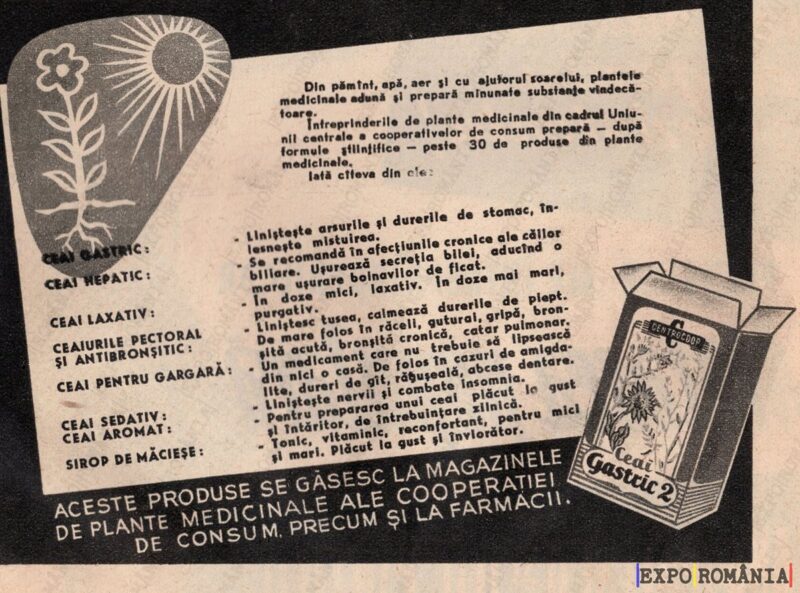 Din pămînt, apă, aer și cu ajutorul soarelui, plantele
medicinale adună și prepară minunate substanțe vindecă-
toare.
Întreprinderile de plante medicinale din cadrul Uniu-
nii centrale a cooperativelor de consum prepară — după
formule științifice — peste 30 de produse din plante
medicinale.
Iată cîteva din ele:
CEAI GASTRIC: - Liniștește arsurile și durerile de stomac, în-
lesnește mistuirea.
CEAI HEPATIC: - Se recomandă în afecțiunile cronice ale căilor
biliare. Ușurează secreția bilei, aducînd o
mare ușurare bolnavilor de ficat.
CEAI LAXATIV: - În doze mici, laxativ. În doze mai mari,
purgativ.
CEAIURILE PECTORAL
ȘI ANTIBRONȘITIC: - Liniștesc tusea, calmează durerile de piept.
De mare folos în răceli, guturai, gripă, bron-
șită acută, bronșită cronică, catar pulmonar.
CEAI PENTRU GARGARĂ: - Un medicament care nu trebuie să lipsească
din nici o casă. De folos în cazuri de amigda-
lite, dureri de gît, răgușeală, abcese dentare.
CEAI SEDATIV: - Liniștește nervii și combate insomnia.
CEAI AROMAT: - Pentru prepararea unui ceai plăcut la gust
și întăritor, de întrebuințare zilnică.
SIROP DE MĂCIEȘE: - Tonic, vitaminic, reconfortant, pentru mici
și mari. Plăcut la gust și înviorător.
CENTROCOOP
Ceai
Gastric 2
ACESTE PRODUSE SE GĂSESC LA MAGAZINELE
DE PLANTE MEDICINALE ALE COOPERAȚIEI
DE CONSUM, PRECUM ȘI LA FARMACII.
EXPO ROMÂNIA